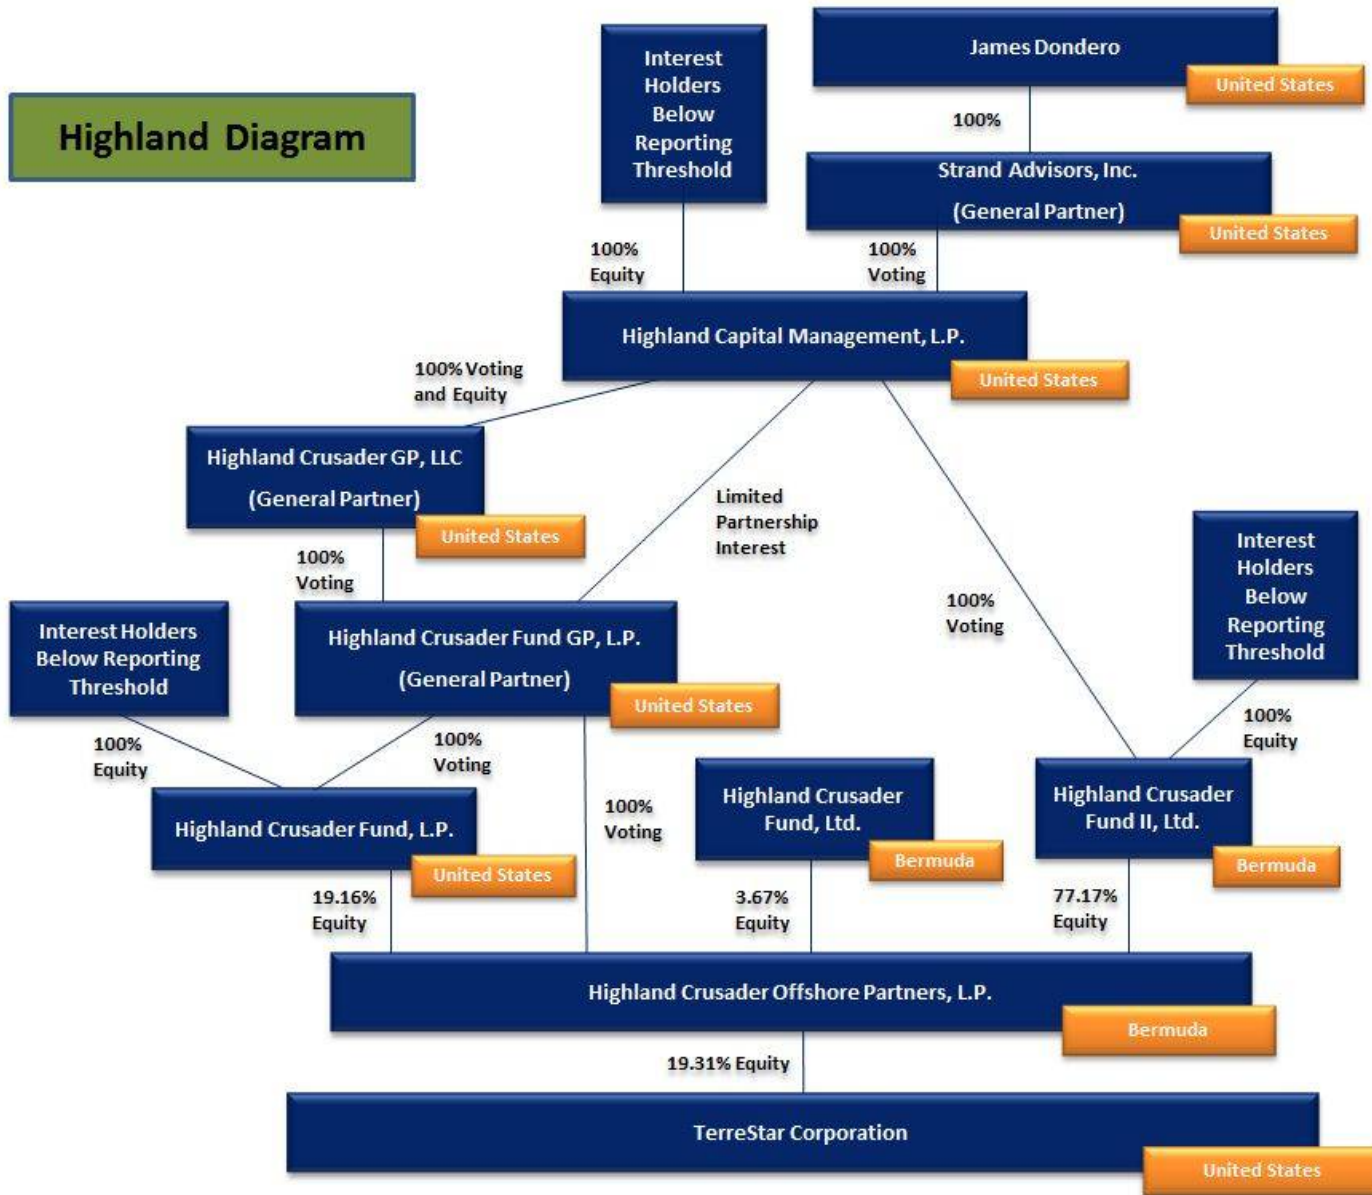 Highland Diagram
Interest
Holders
Below
Reporting
Threshold
James Dondero
United States
100%
Strand Advisors, Inc.
(General Partner)
United States
100%
Equity
100%
Voting
Highland Capital Management, L.P.
United States
100% Voting
and Equity
Highland Crusader GP, LLC
(General Partner)
United States
Limited
Partnership
Interest
100%
Voting
100%
Voting
Interest
Holders
Below
Reporting
Threshold
Interest Holders
Below Reporting
Threshold
Highland Crusader Fund GP, L.P.
(General Partner)
United States
100%
Equity
100%
Voting
100%
Equity
100%
Voting
Highland Crusader Fund, L.P.
United States
Highland Crusader
Fund, Ltd.
Bermuda
Highland Crusader
Fund II, Ltd.
Bermuda
19.16%
Equity
3.67%
Equity
77.17%
Equity
Highland Crusader Offshore Partners, L.P.
Bermuda
19.31% Equity
TerreStar Corporation
United States